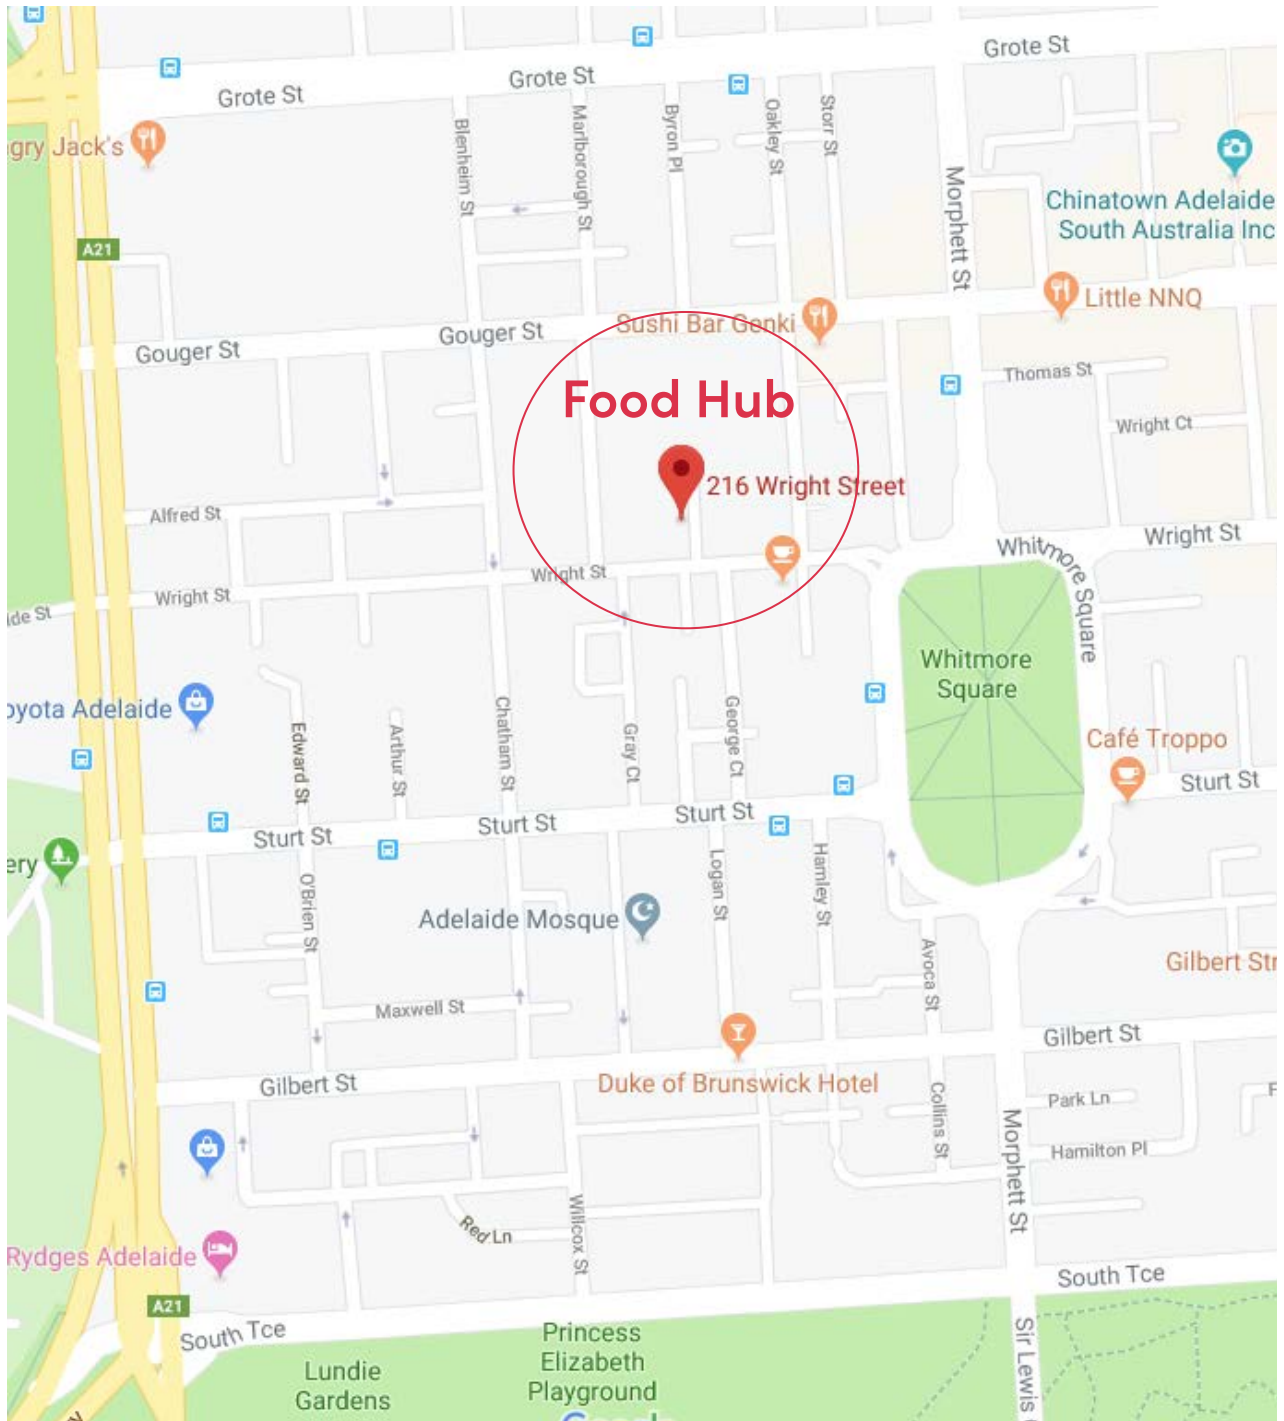 Grote St
Grote St
Grote St
gry Jack's
Blenheim St
Marlborough St
Byron Pl
Oakley St
Storr St
Morphett St
Chinatown Adelaide
South Australia Inc
A21
Little NNQ
Sushi Bar Genki
Gouger St
Gouger St
Thomas St
Food Hub
Wright Ct
216 Wright Street
Alfred St
Wright St
Whitmore Square
Wright St
Wright St
ide St
Whitmore
Square
oyota Adelaide
Edward St
Arthur St
Chatham St
Gray Ct
George Ct
Café Troppo
Sturt St
Sturt St
Sturt St
Sturt St
ery
O'Brien St
Logan St
Hamley St
Adelaide Mosque
Avoca St
Gilbert Str
Maxwell St
Gilbert St
Gilbert St
Duke of Brunswick Hotel
Collins St
Park Ln
Morphett St
Hamilton Pl
Red Ln
Willcox St
Rydges Adelaide
South Tce
A21
South Tce
Sir Lewis
Princess
Elizabeth
Playground
Lundie
Gardens